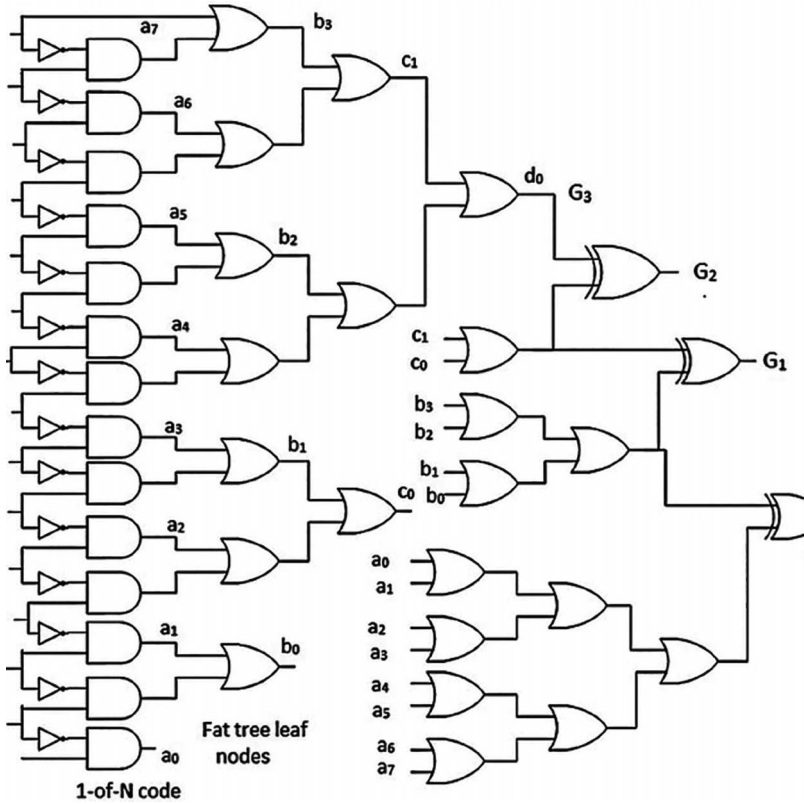 a₇
b₃
c₁
a₆
d₀
G₃
a₅
b₂
G₂
a₄
c₁
c₀
G₁
b₃
b₂
a₃
b₁
b₁
b₀
c₀
a₂
a₀
a₁
a₁
a₂
b₀
a₃
a₄
a₅
Fat tree leaf
nodes
a₀
a₆
a₇
1-of-N code